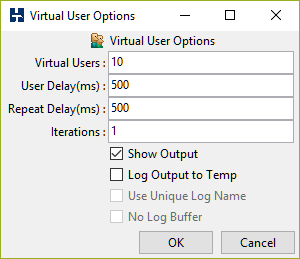 Virtual User Options
Virtual User Options
Virtual Users : 10
User Delay(ms) : 500
Repeat Delay(ms) : 500
Iterations : 1
Show Output
Log Output to Temp
Use Unique Log Name
No Log Buffer
OK Cancel